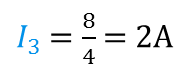 I₃ = 8/4 = 2A